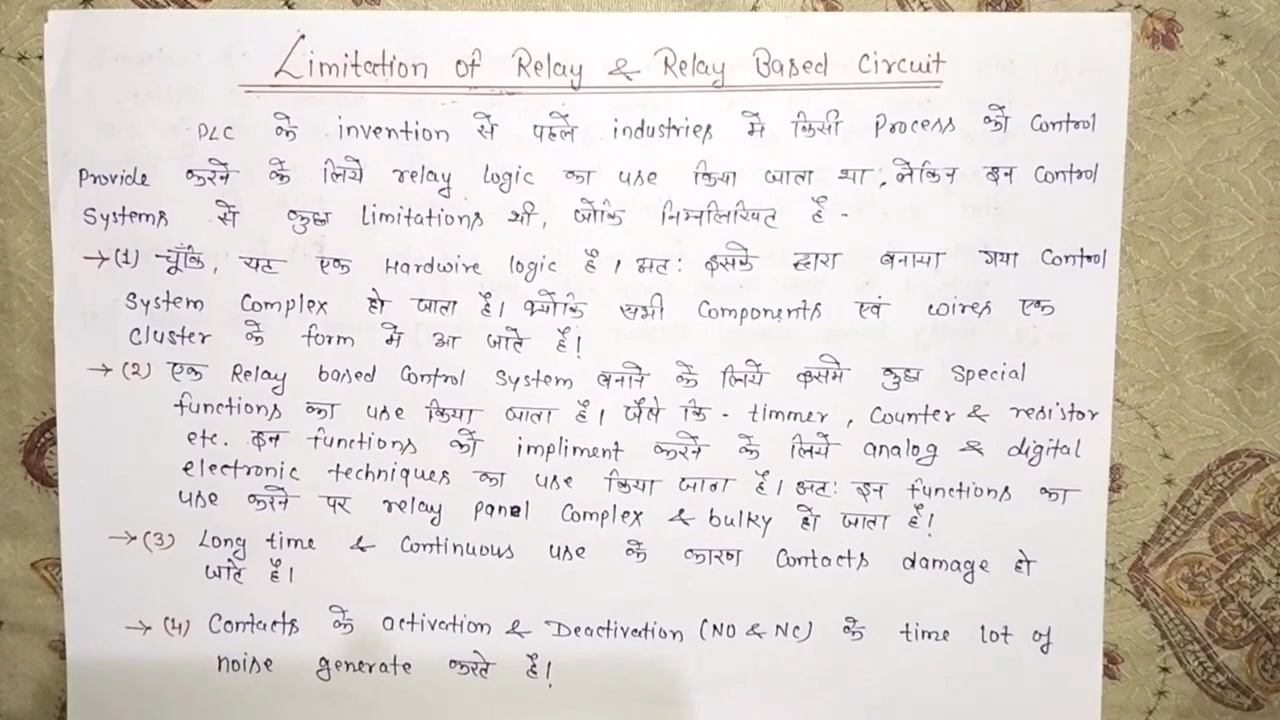 Limitation of Relay & Relay Based Circuit
PLC के invention से पहले industries मे किसी Process को Control
Provide करने के लिये relay logic का use किया जाता था, लेकिन इन Control
Systems से कुछ limitations थी, जोकि निम्नलिखित है -
→(1) चूँकि, यह एक Hardwire logic है। अतः इसके द्वारा बनाया गया Control
System Complex हो जाता है। क्योंकि सभी Components एवं wires एक
Cluster के form मे आ जाते है!
→(2) एक Relay based Control System बनाने के लिये इसमे कुछ Special
functions का use किया जाता है। जैसे कि - timmer, Counter & resistor
etc. इन functions को impliment करने के लिये analog & digital
electronic techniques का use किया जाता है। अतः इन functions का
use करने पर relay panel Complex & bulky हो जाता है!
→(3) Long time & Continuous use के कारण Contacts damage हो
जाते है।
→(4) Contacts के activation & Deactivation (NO & NC) के time lot of
noise generate करते है!